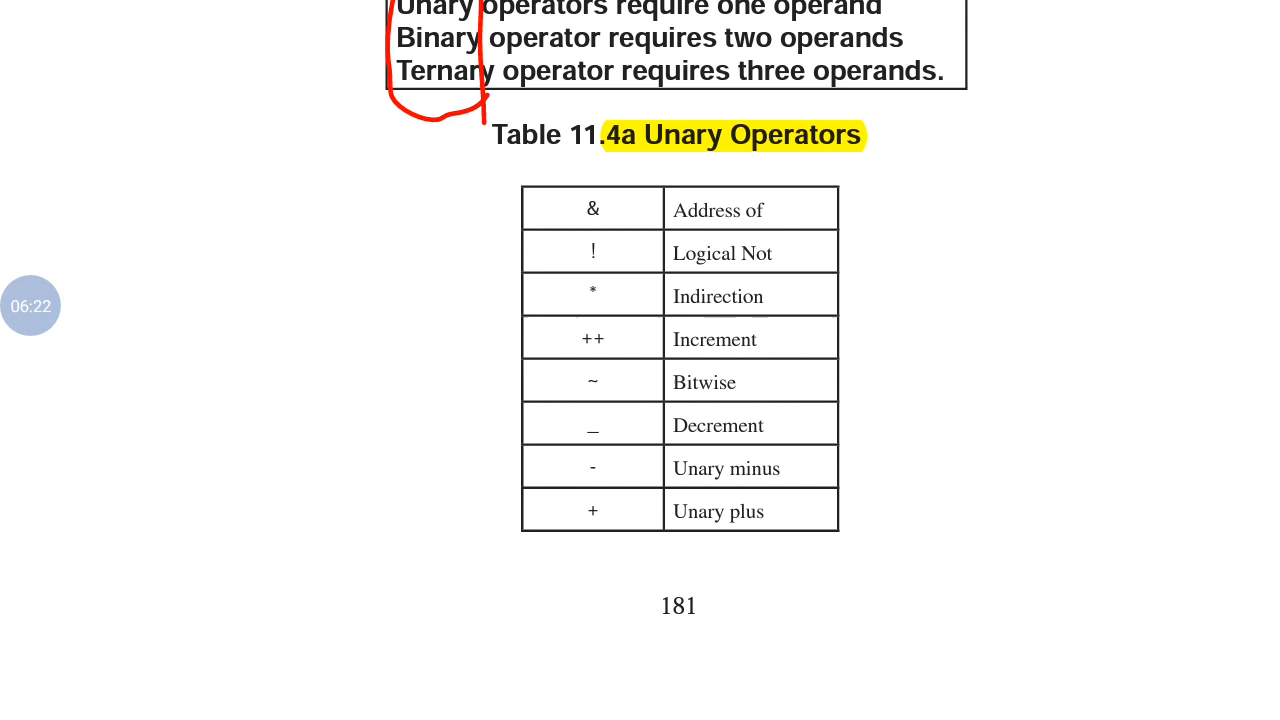 Unary operators require one operand
Binary operator requires two operands
Ternary operator requires three operands.
Table 11.4a Unary Operators
& Address of
! Logical Not
* Indirection
++ Increment
~ Bitwise
_ Decrement
- Unary minus
+ Unary plus
06:22
181